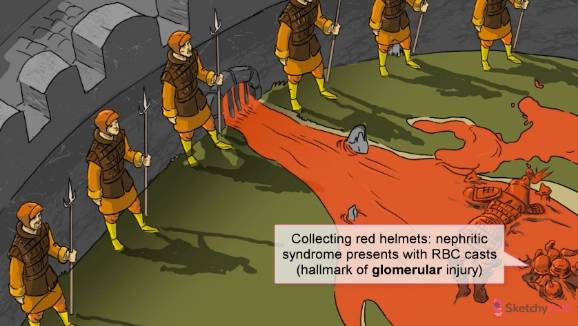 Collecting red helmets: nephritic
syndrome presents with RBC casts
(hallmark of glomerular injury)
Sketchy